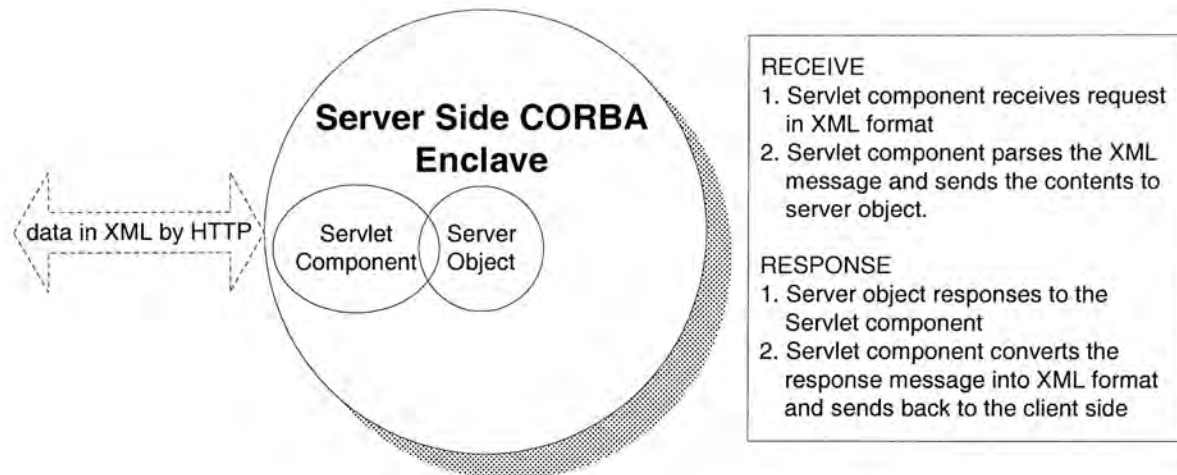 Server Side CORBA
Enclave
data in XML by HTTP
Servlet
Component
Server
Object
RECEIVE
1. Servlet component receives request
in XML format
2. Servlet component parses the XML
message and sends the contents to
server object.
RESPONSE
1. Server object responses to the
Servlet component
2. Servlet component converts the
response message into XML format
and sends back to the client side